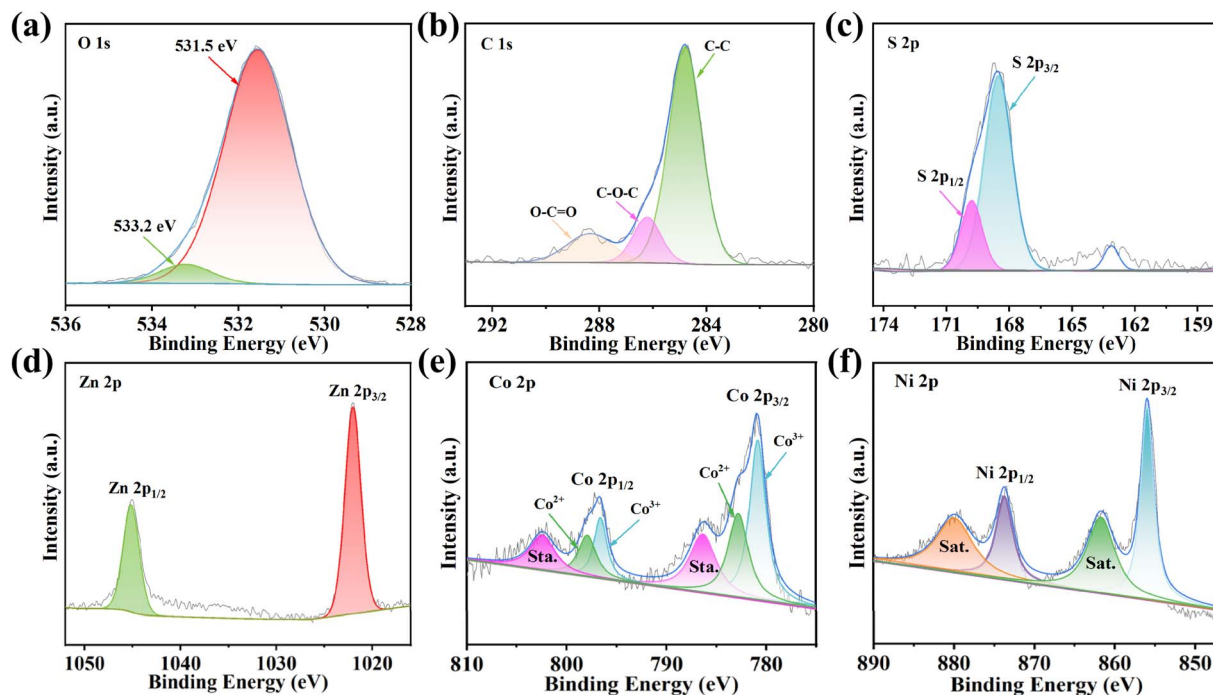 (a)
O 1s
531.5 eV
533.2 eV
Intensity (a.u.)
536 534 532 530 528
Binding Energy (eV)
(b)
C 1s
C-C
C-O-C
O-C=O
Intensity (a.u.)
292 288 284 280
Binding Energy (eV)
(c)
S 2p
S 2p3/2
S 2p1/2
Intensity (a.u.)
174 171 168 165 162 159
Binding Energy (eV)
(d)
Zn 2p
Zn 2p3/2
Zn 2p1/2
Intensity (a.u.)
1050 1040 1030 1020
Binding Energy (eV)
(e)
Co 2p
Co 2p3/2
Co3+
Co2+
Co 2p1/2
Co2+
Co3+
Sta.
Sta.
Intensity (a.u.)
810 800 790 780
Binding Energy (eV)
(f)
Ni 2p
Ni 2p3/2
Ni 2p1/2
Sat.
Sat.
Intensity (a.u.)
890 880 870 860 850
Binding Energy (eV)